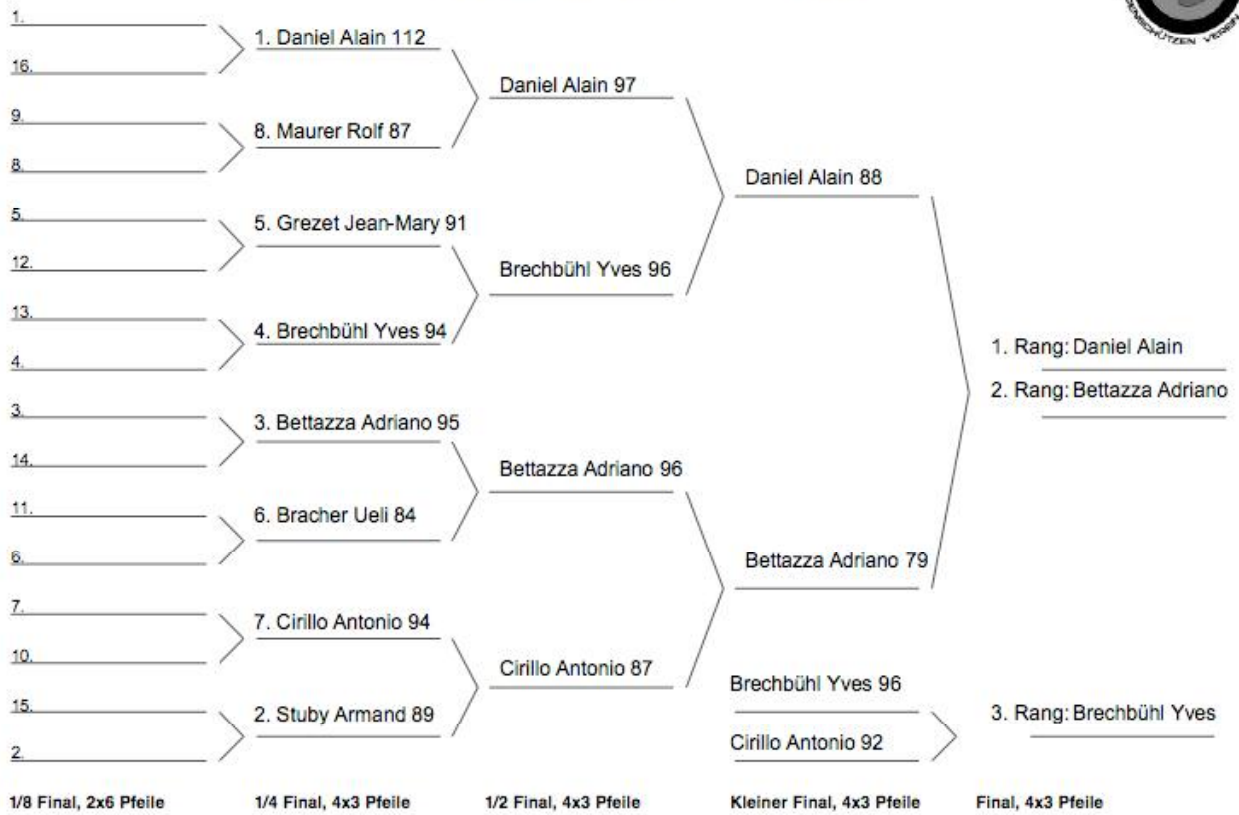 1.
16.
9.
8.
5.
12.
13.
4.
3.
14.
11.
6.
7.
10.
15.
2.
1. Daniel Alain 112
8. Maurer Rolf 87
5. Grezet Jean-Mary 91
4. Brechbühl Yves 94
3. Bettazza Adriano 95
6. Bracher Ueli 84
7. Cirillo Antonio 94
2. Stuby Armand 89
Daniel Alain 97
Brechbühl Yves 96
Bettazza Adriano 96
Cirillo Antonio 87
Daniel Alain 88
Bettazza Adriano 79
Brechbühl Yves 96
Cirillo Antonio 92
1. Rang: Daniel Alain
2. Rang: Bettazza Adriano
3. Rang: Brechbühl Yves
1/8 Final, 2x6 Pfeile
1/4 Final, 4x3 Pfeile
1/2 Final, 4x3 Pfeile
Kleiner Final, 4x3 Pfeile
Final, 4x3 Pfeile
VEREIN